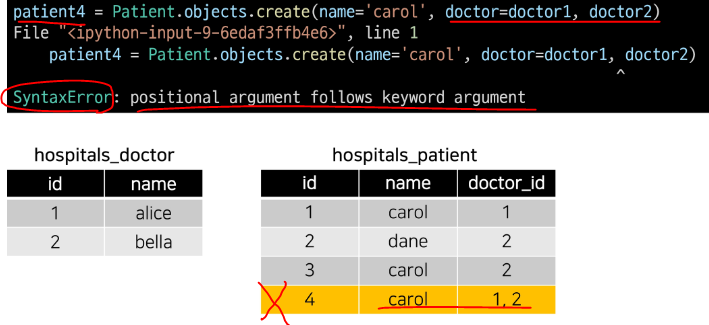 patient4 = Patient.objects.create(name='carol', doctor=doctor1, doctor2)
File "<ipython-input-9-6edaf3ffb4e6>", line 1
patient4 = Patient.objects.create(name='carol', doctor=doctor1, doctor2)
^
SyntaxError: positional argument follows keyword argument
hospitals_doctor
id name
1 alice
2 bella
hospitals_patient
id name doctor_id
1 carol 1
2 dane 2
3 carol 2
4 carol 1, 2